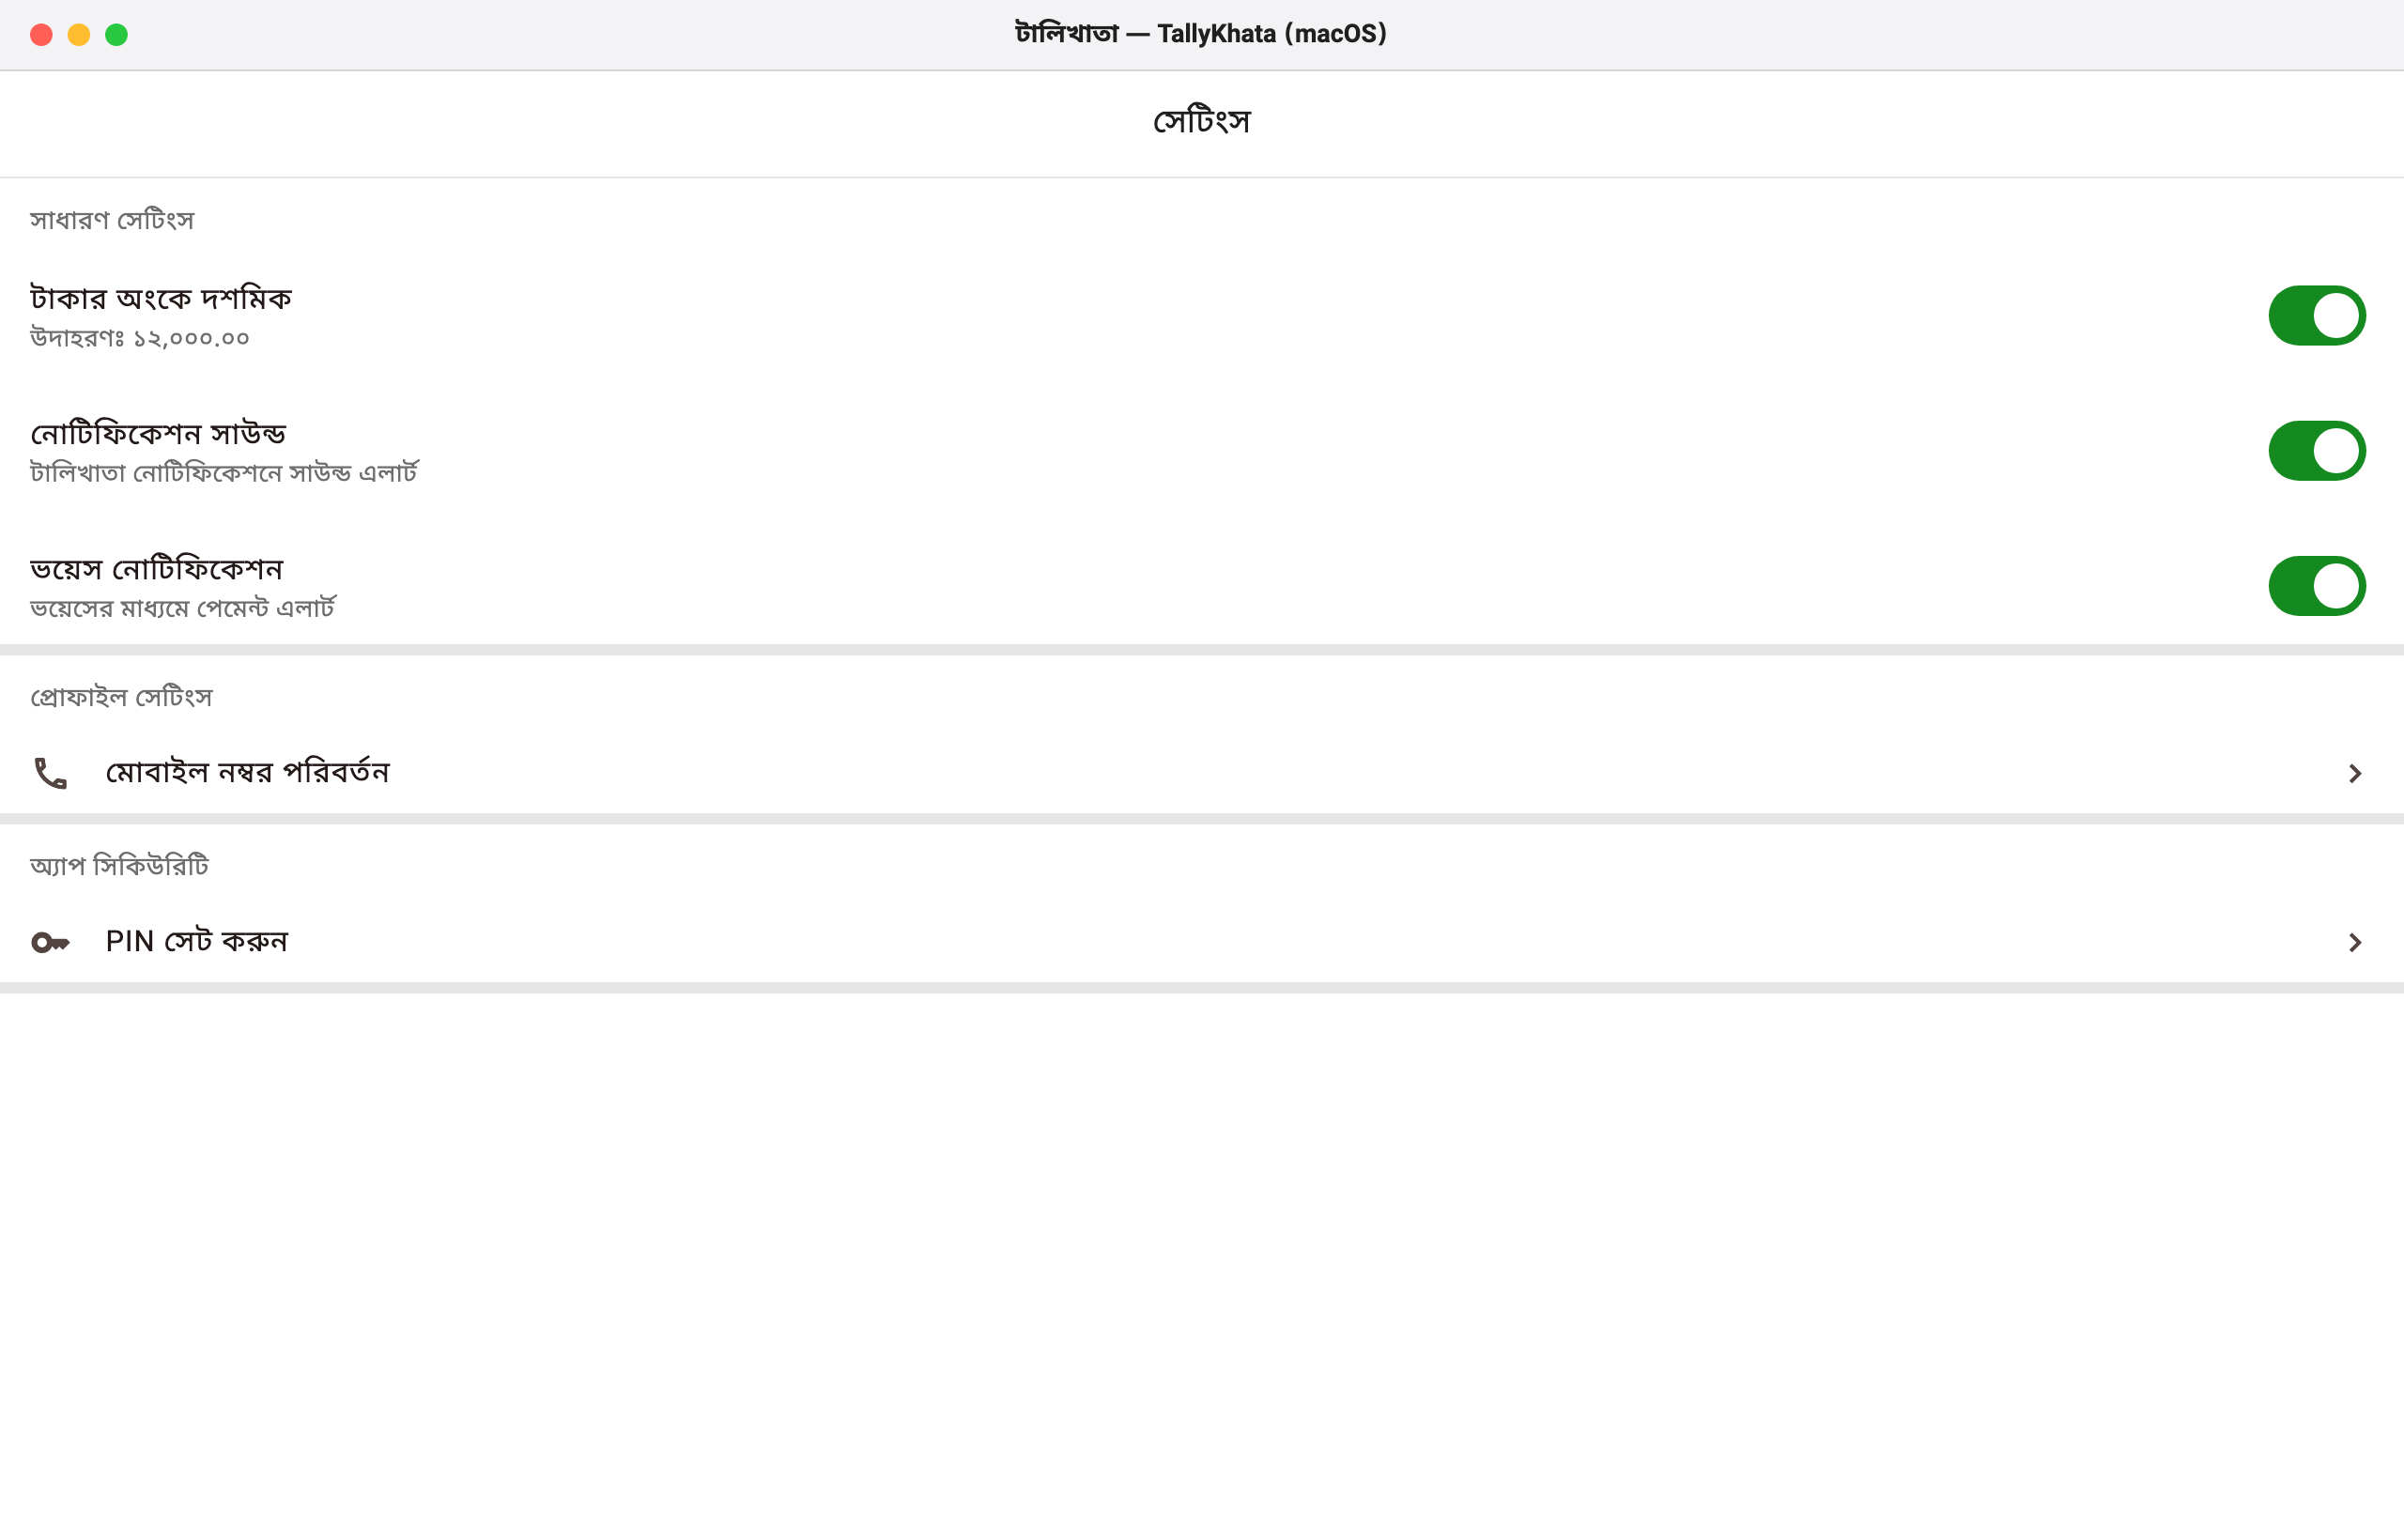 টালিখাতা — TallyKhata (macOS)
সেটিংস
সাধারণ সেটিংস
টাকার অংকে দশমিক
উদাহরণঃ ১২,০০০.০০
নোটিফিকেশন সাউন্ড
টালিখাতা নোটিফিকেশনে সাউন্ড এলার্ট
ভয়েস নোটিফিকেশন
ভয়েসের মাধ্যমে পেমেন্ট এলার্ট
প্রোফাইল সেটিংস
মোবাইল নম্বর পরিবর্তন
অ্যাপ সিকিউরিটি
PIN সেট করুন